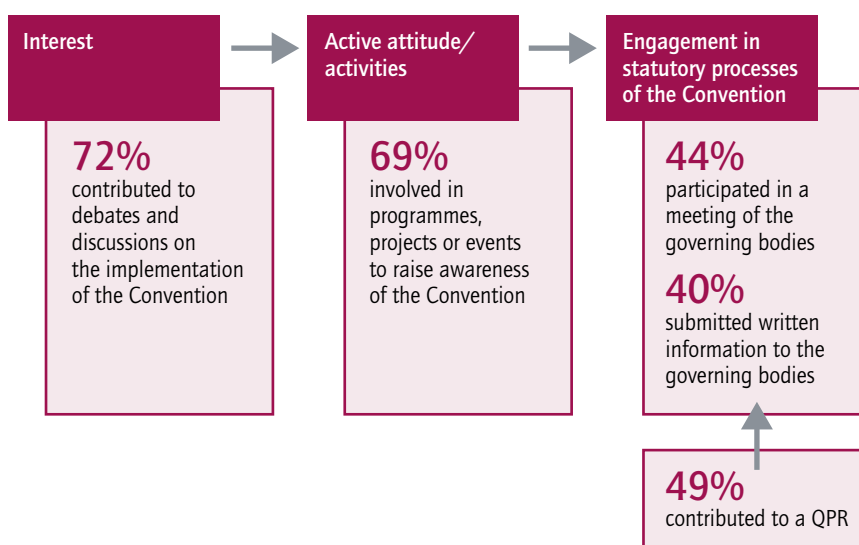 Interest
72%
contributed to
debates and
discussions on
the implementation
of the Convention
Active attitude/
activities
69%
involved in
programmes,
projects or events
to raise awareness
of the Convention
Engagement in
statutory processes
of the Convention
44%
participated in a
meeting of the
governing bodies
40%
submitted written
information to the
governing bodies
49%
contributed to a QPR